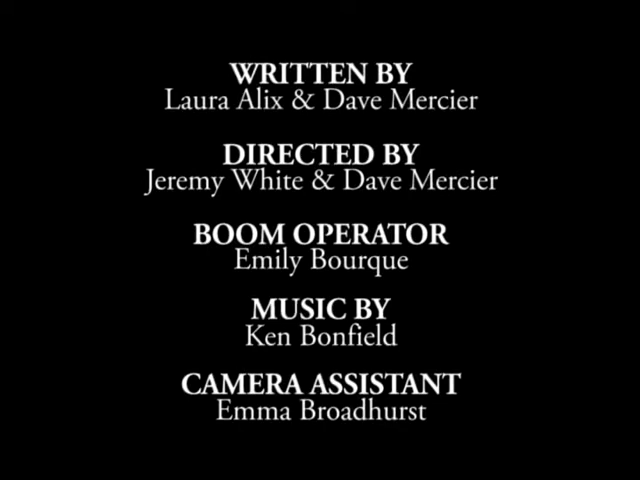 WRITTEN BY
Laura Alix & Dave Mercier
DIRECTED BY
Jeremy White & Dave Mercier
BOOM OPERATOR
Emily Bourque
MUSIC BY
Ken Bonfield
CAMERA ASSISTANT
Emma Broadhurst